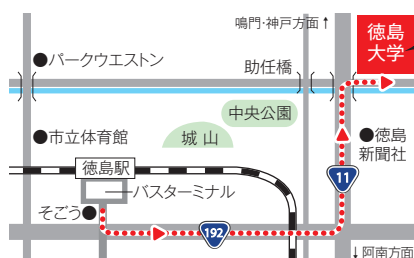 鳴門・神戸方面↑
徳島
大学
●パークウエストン
助任橋
中央公園
●市立体育館
城山
●徳島
新聞社
徳島駅
11
バスターミナル
そごう●
192
↓阿南方面